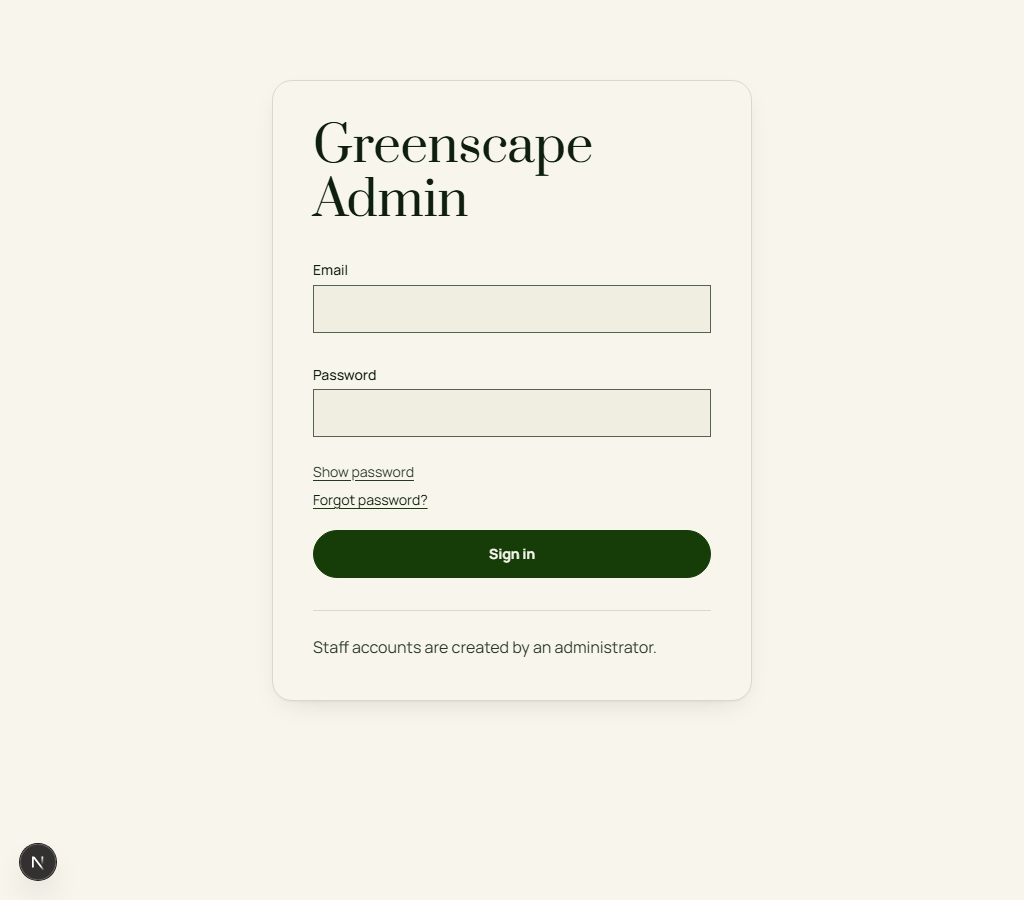 Greenscape
Admin
Email
Password
Show password
Forgot password?
Sign in
Staff accounts are created by an administrator.
N